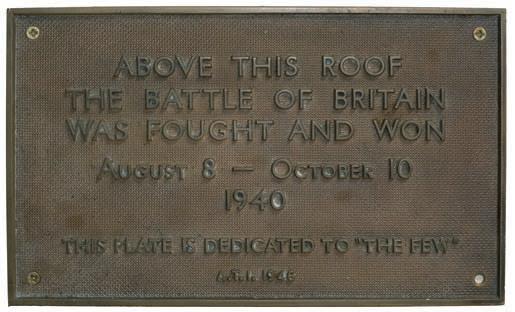 ABOVE THIS ROOF
THE BATTLE OF BRITAIN
WAS FOUGHT AND WON
AUGUST 8 — OCTOBER 10
1940
THIS PLATE IS DEDICATED TO "THE FEW"
1946